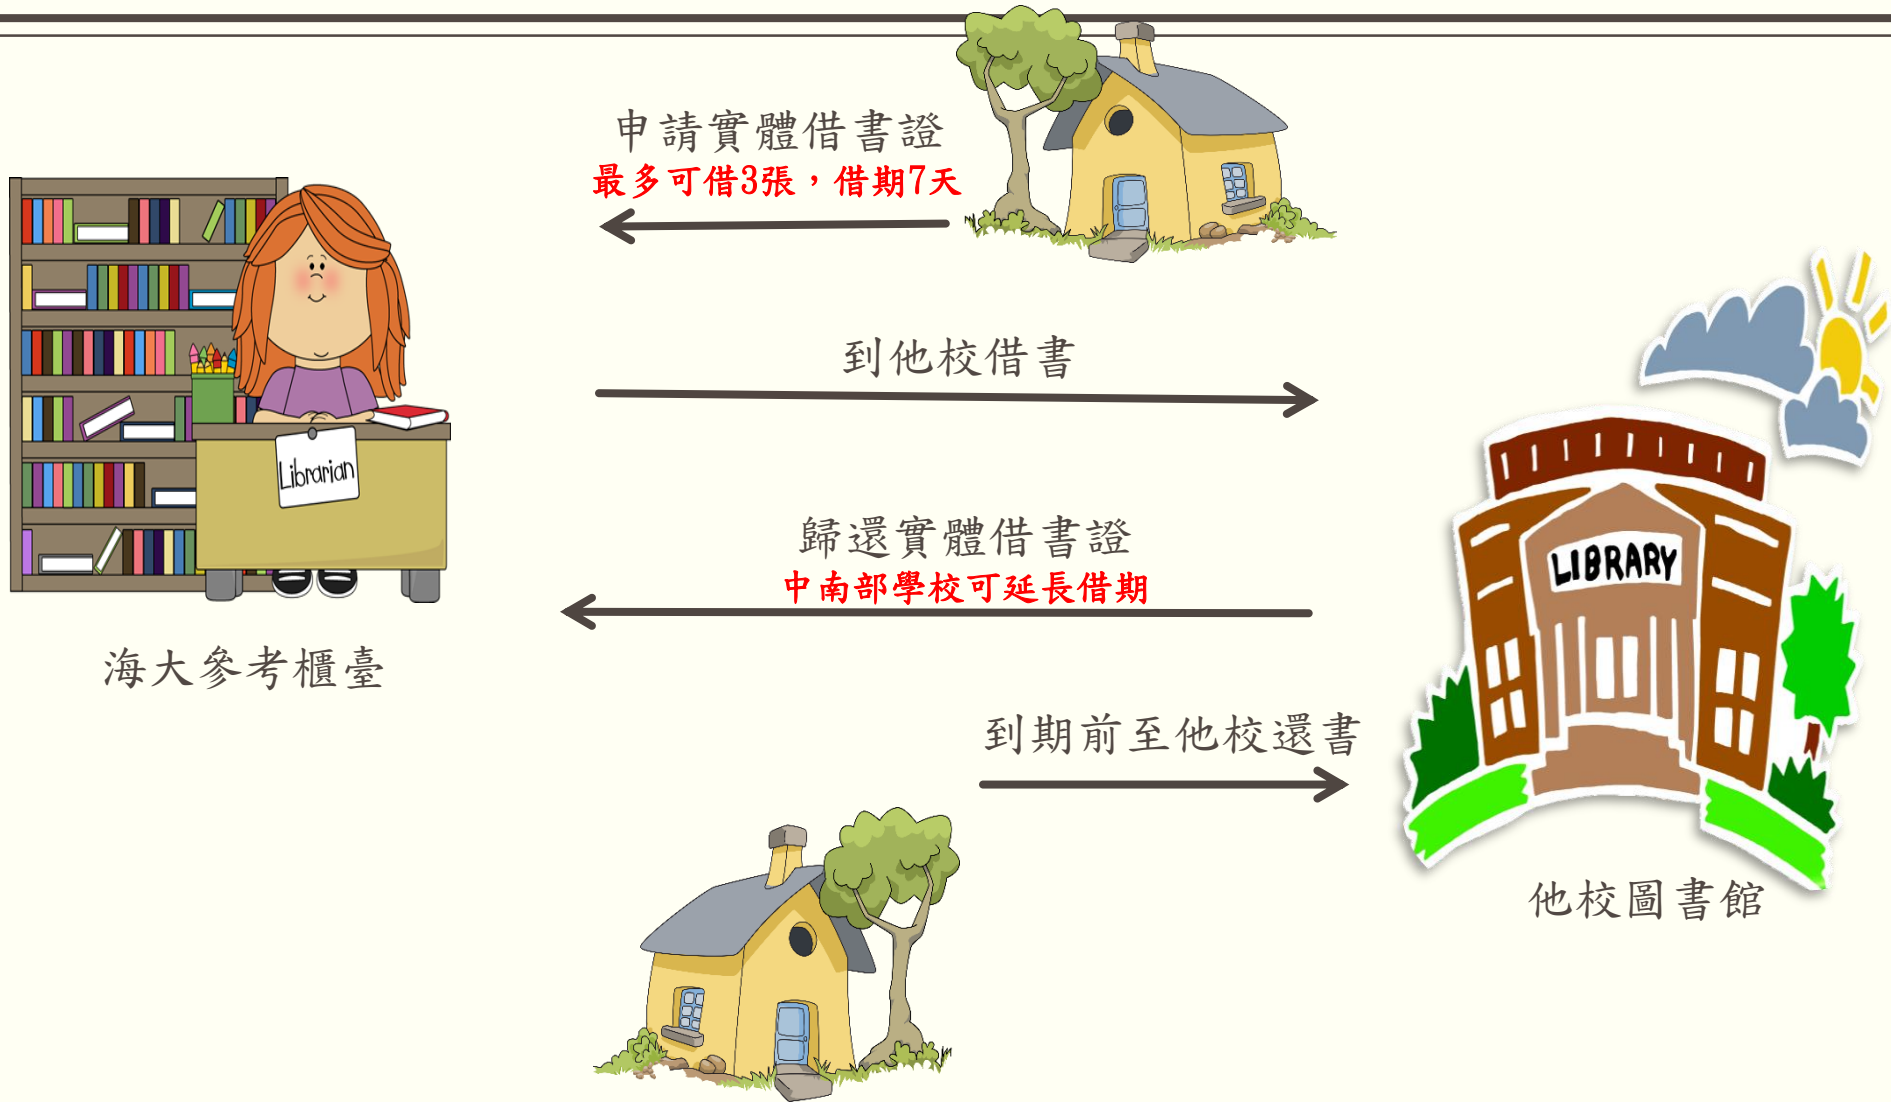 申請實體借書證
最多可借3張，借期7天
到他校借書
Librarian
LIBRARY
歸還實體借書證
中南部學校可延長借期
海大參考櫃臺
到期前至他校還書
他校圖書館